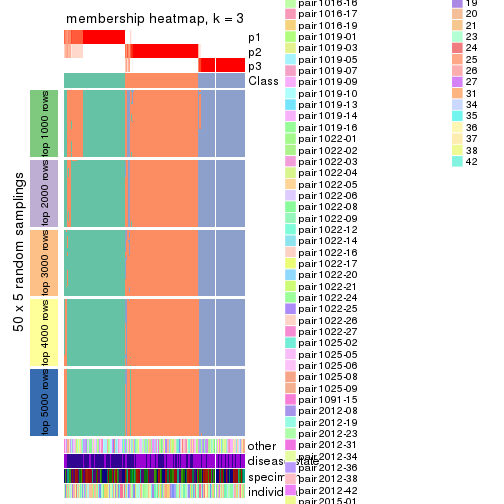 membership heatmap, k = 3
p1
p2
p3
Class
50 x 5 random samplings
top 1000 rows
top 2000 rows
top 3000 rows
top 4000 rows
top 5000 rows
other
individ
pair1016-16
pair1016-17
pair1016-19
pair1019-01
pair1019-03
pair1019-05
pair1019-07
pair1019-09
pair1019-10
pair1019-13
pair1019-14
pair1019-16
pair1022-01
pair1022-02
pair1022-03
pair1022-04
pair1022-05
pair1022-06
pair1022-08
pair1022-09
pair1022-12
pair1022-14
pair1022-16
pair1022-17
pair1022-20
pair1022-21
pair1022-24
pair1022-25
pair1022-26
pair1022-27
pair1025-02
pair1025-05
pair1025-06
pair1025-08
pair1025-09
pair1091-15
pair2012-08
pair2012-19
pair2012-23
pair2012-31
pair2012-34
pair2012-36
pair2012-38
pair2012-42
pair2015-01
19
20
21
23
24
25
26
27
31
34
35
36
37
38
42